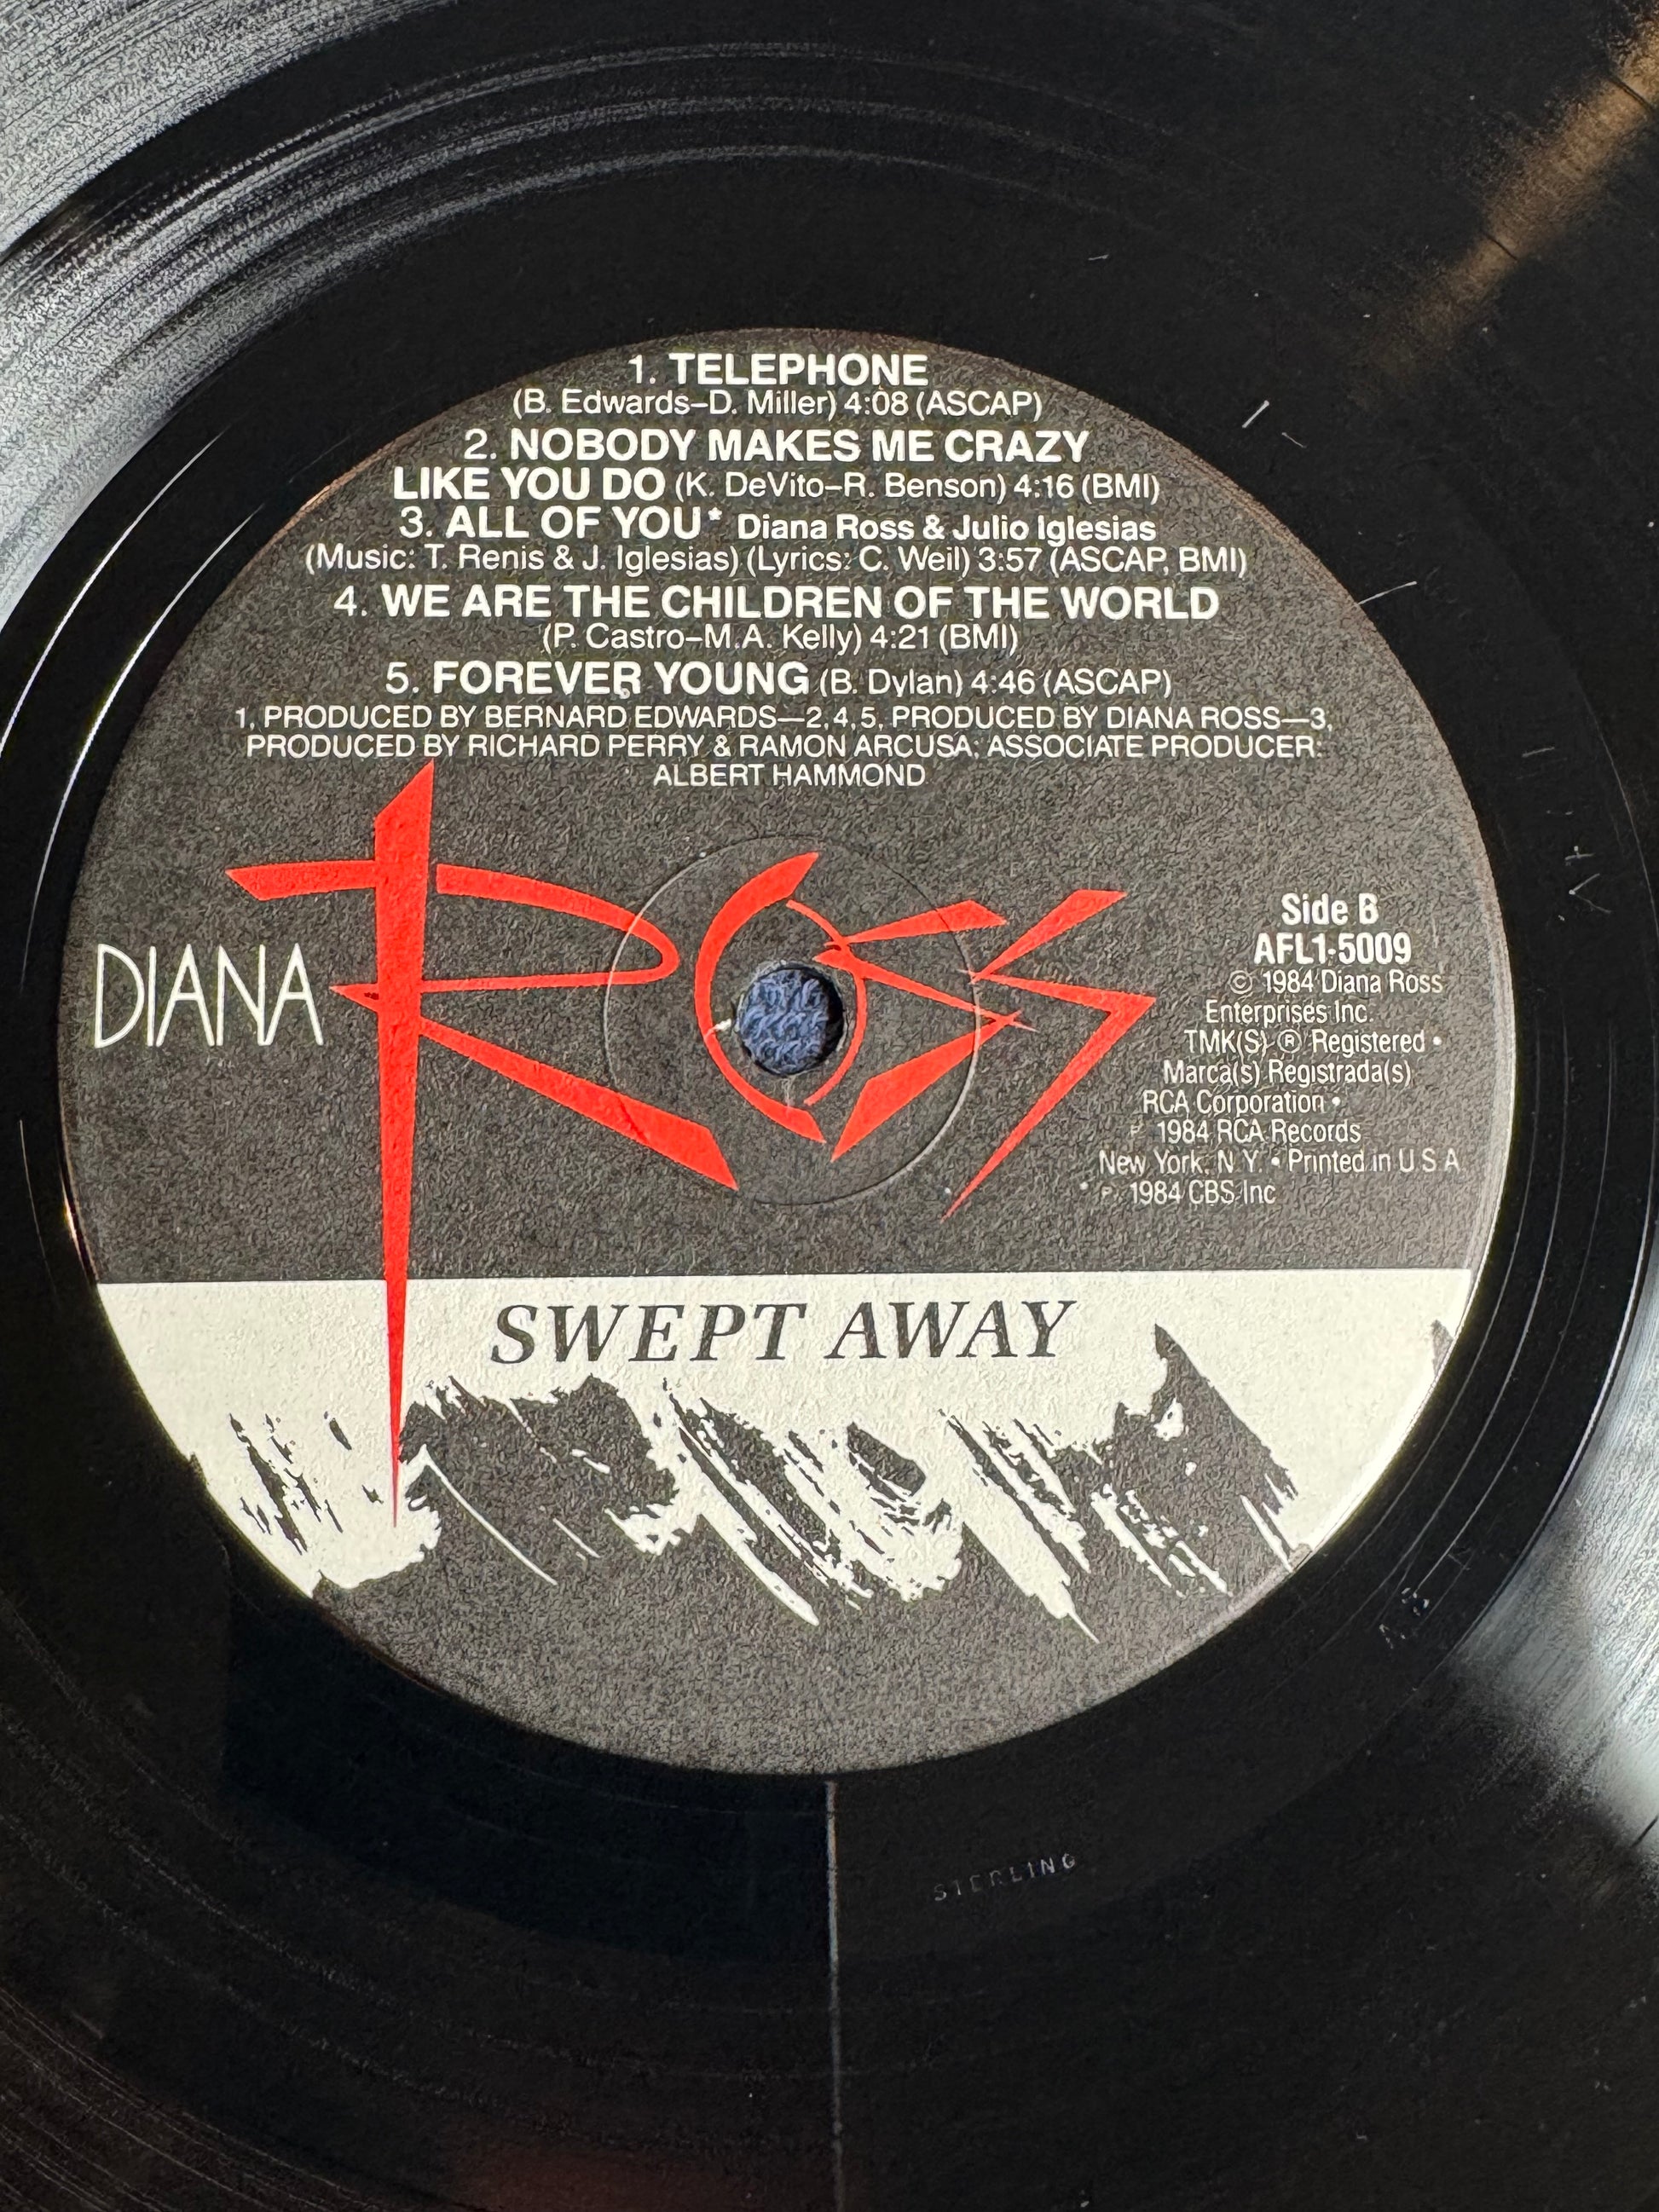 1. TELEPHONE
(B. Edwards–D. Miller) 4:08 (ASCAP)
2. NOBODY MAKES ME CRAZY
LIKE YOU DO (K. DeVito–R. Benson) 4:16 (BMI)
3. ALL OF YOU* Diana Ross & Julio Iglesias
(Music: T. Renis & J. Iglesias) (Lyrics: C. Weil) 3:57 (ASCAP, BMI)
4. WE ARE THE CHILDREN OF THE WORLD
(P. Castro–M.A. Kelly) 4:21 (BMI)
5. FOREVER YOUNG (B. Dylan) 4:46 (ASCAP)
1, PRODUCED BY BERNARD EDWARDS—2,4,5, PRODUCED BY DIANA ROSS—3,
PRODUCED BY RICHARD PERRY & RAMON ARCUSA; ASSOCIATE PRODUCER:
ALBERT HAMMOND
DIANA ROSS
Side B
AFL1-5009
© 1984 Diana Ross
Enterprises Inc.
TMK(S) ® Registered •
Marca(s) Registrada(s)
RCA Corporation •
℗ 1984 RCA Records
New York, N.Y. • Printed in U S A
* ℗ 1984 CBS Inc
SWEPT AWAY
STERLING